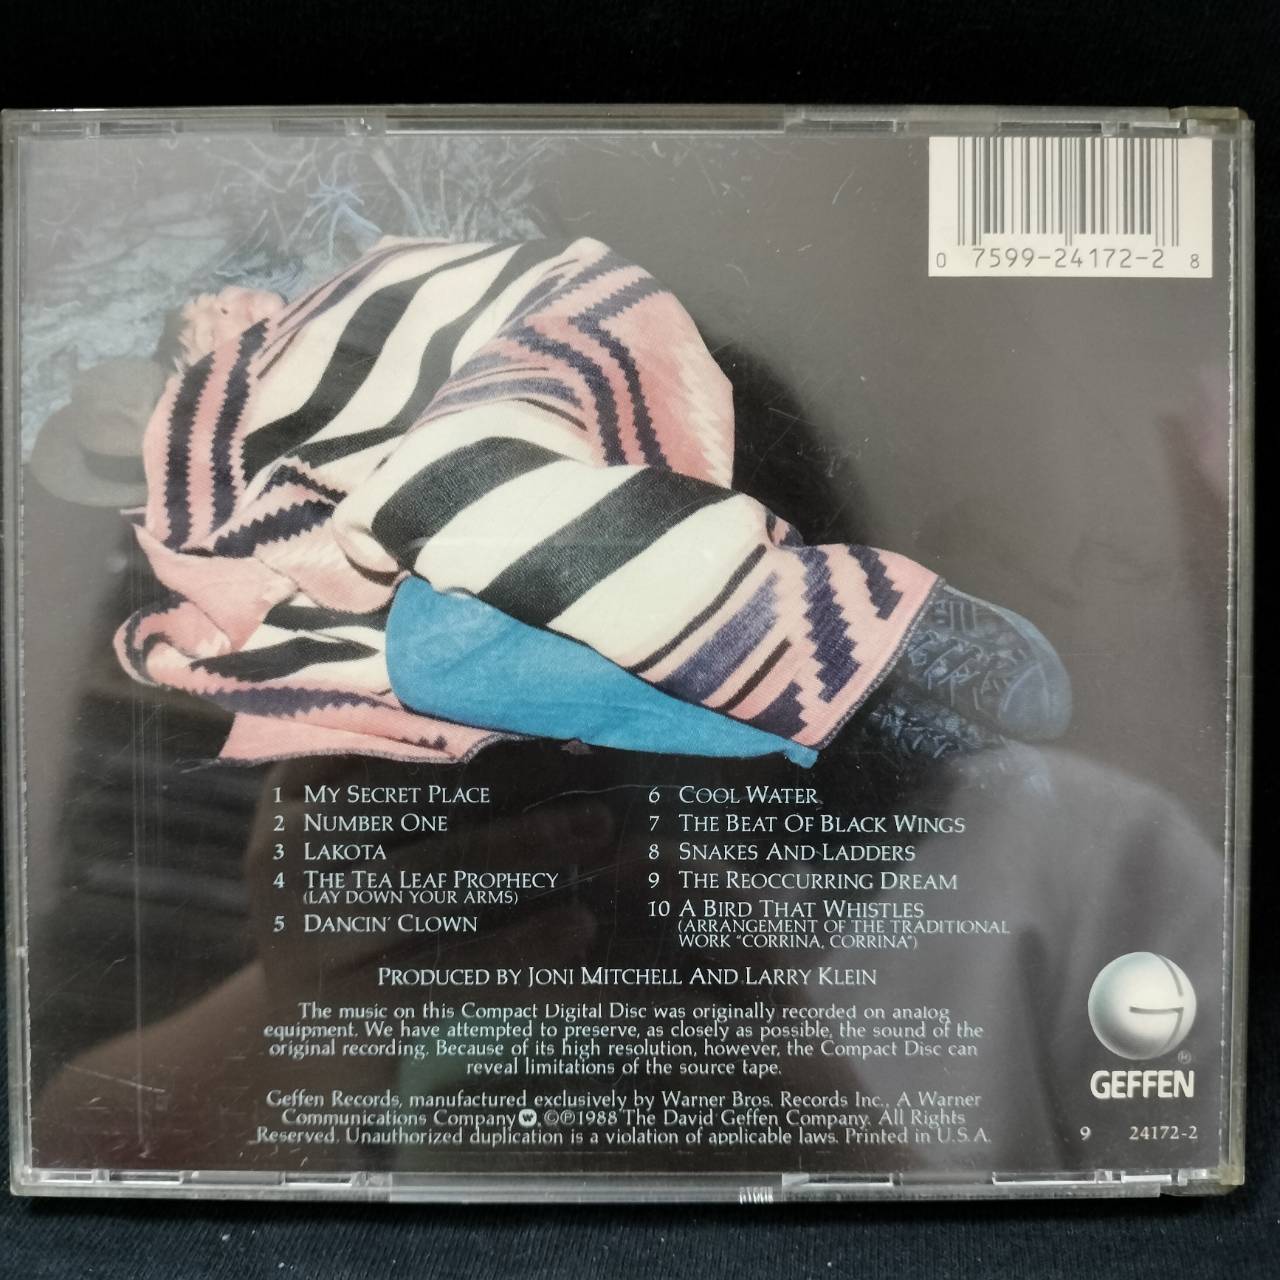 0 7599-24172-2 8
1 MY SECRET PLACE
2 NUMBER ONE
3 LAKOTA
4 THE TEA LEAF PROPHECY
(LAY DOWN YOUR ARMS)
5 DANCIN' CLOWN
6 COOL WATER
7 THE BEAT OF BLACK WINGS
8 SNAKES AND LADDERS
9 THE REOCCURRING DREAM
10 A BIRD THAT WHISTLES
(ARRANGEMENT OF THE TRADITIONAL
WORK "CORRINA, CORRINA")
PRODUCED BY JONI MITCHELL AND LARRY KLEIN
The music on this Compact Digital Disc was originally recorded on analog
equipment. We have attempted to preserve, as closely as possible, the sound of the
original recording. Because of its high resolution, however, the Compact Disc can
reveal limitations of the source tape.
Geffen Records, manufactured exclusively by Warner Bros. Records Inc., A Warner
Communications Company. ©℗1988 The David Geffen Company. All Rights
Reserved. Unauthorized duplication is a violation of applicable laws. Printed in U.S.A.
®
GEFFEN
9 24172-2